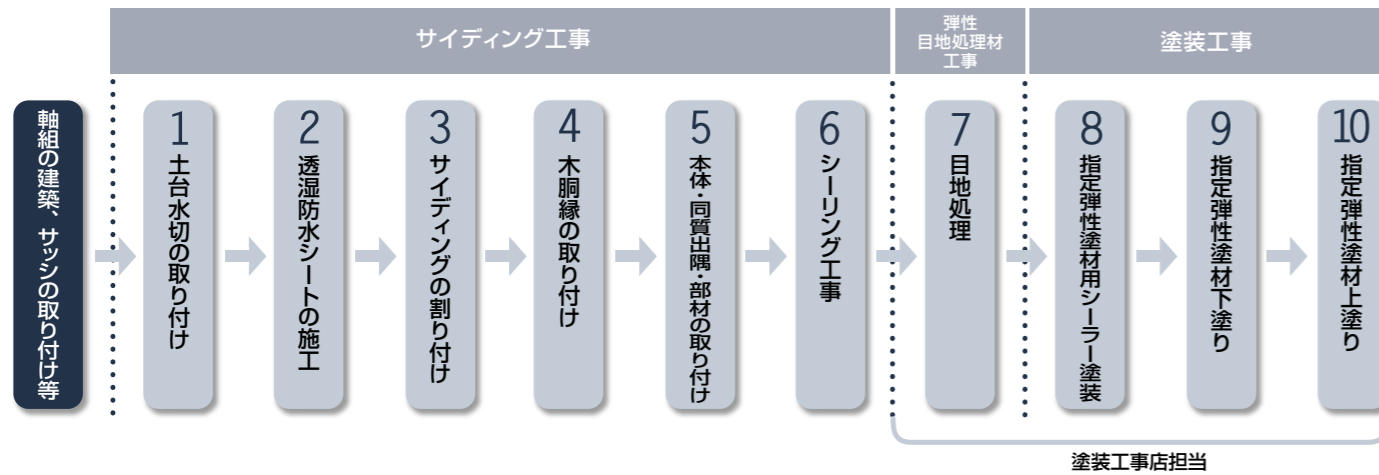 サイディング工事
弾性
目地処理材
工事
塗装工事
軸組の建築、サッシの取り付け等
1
土台水切の取り付け
2
透湿防水シートの施工
3
サイディングの割り付け
4
木胴縁の取り付け
5
本体・同質出隅・部材の取り付け
6
シーリング工事
7
目地処理
8
指定弾性塗材用シーラー塗装
9
指定弾性塗材下塗り
10
指定弾性塗材上塗り
塗装工事店担当